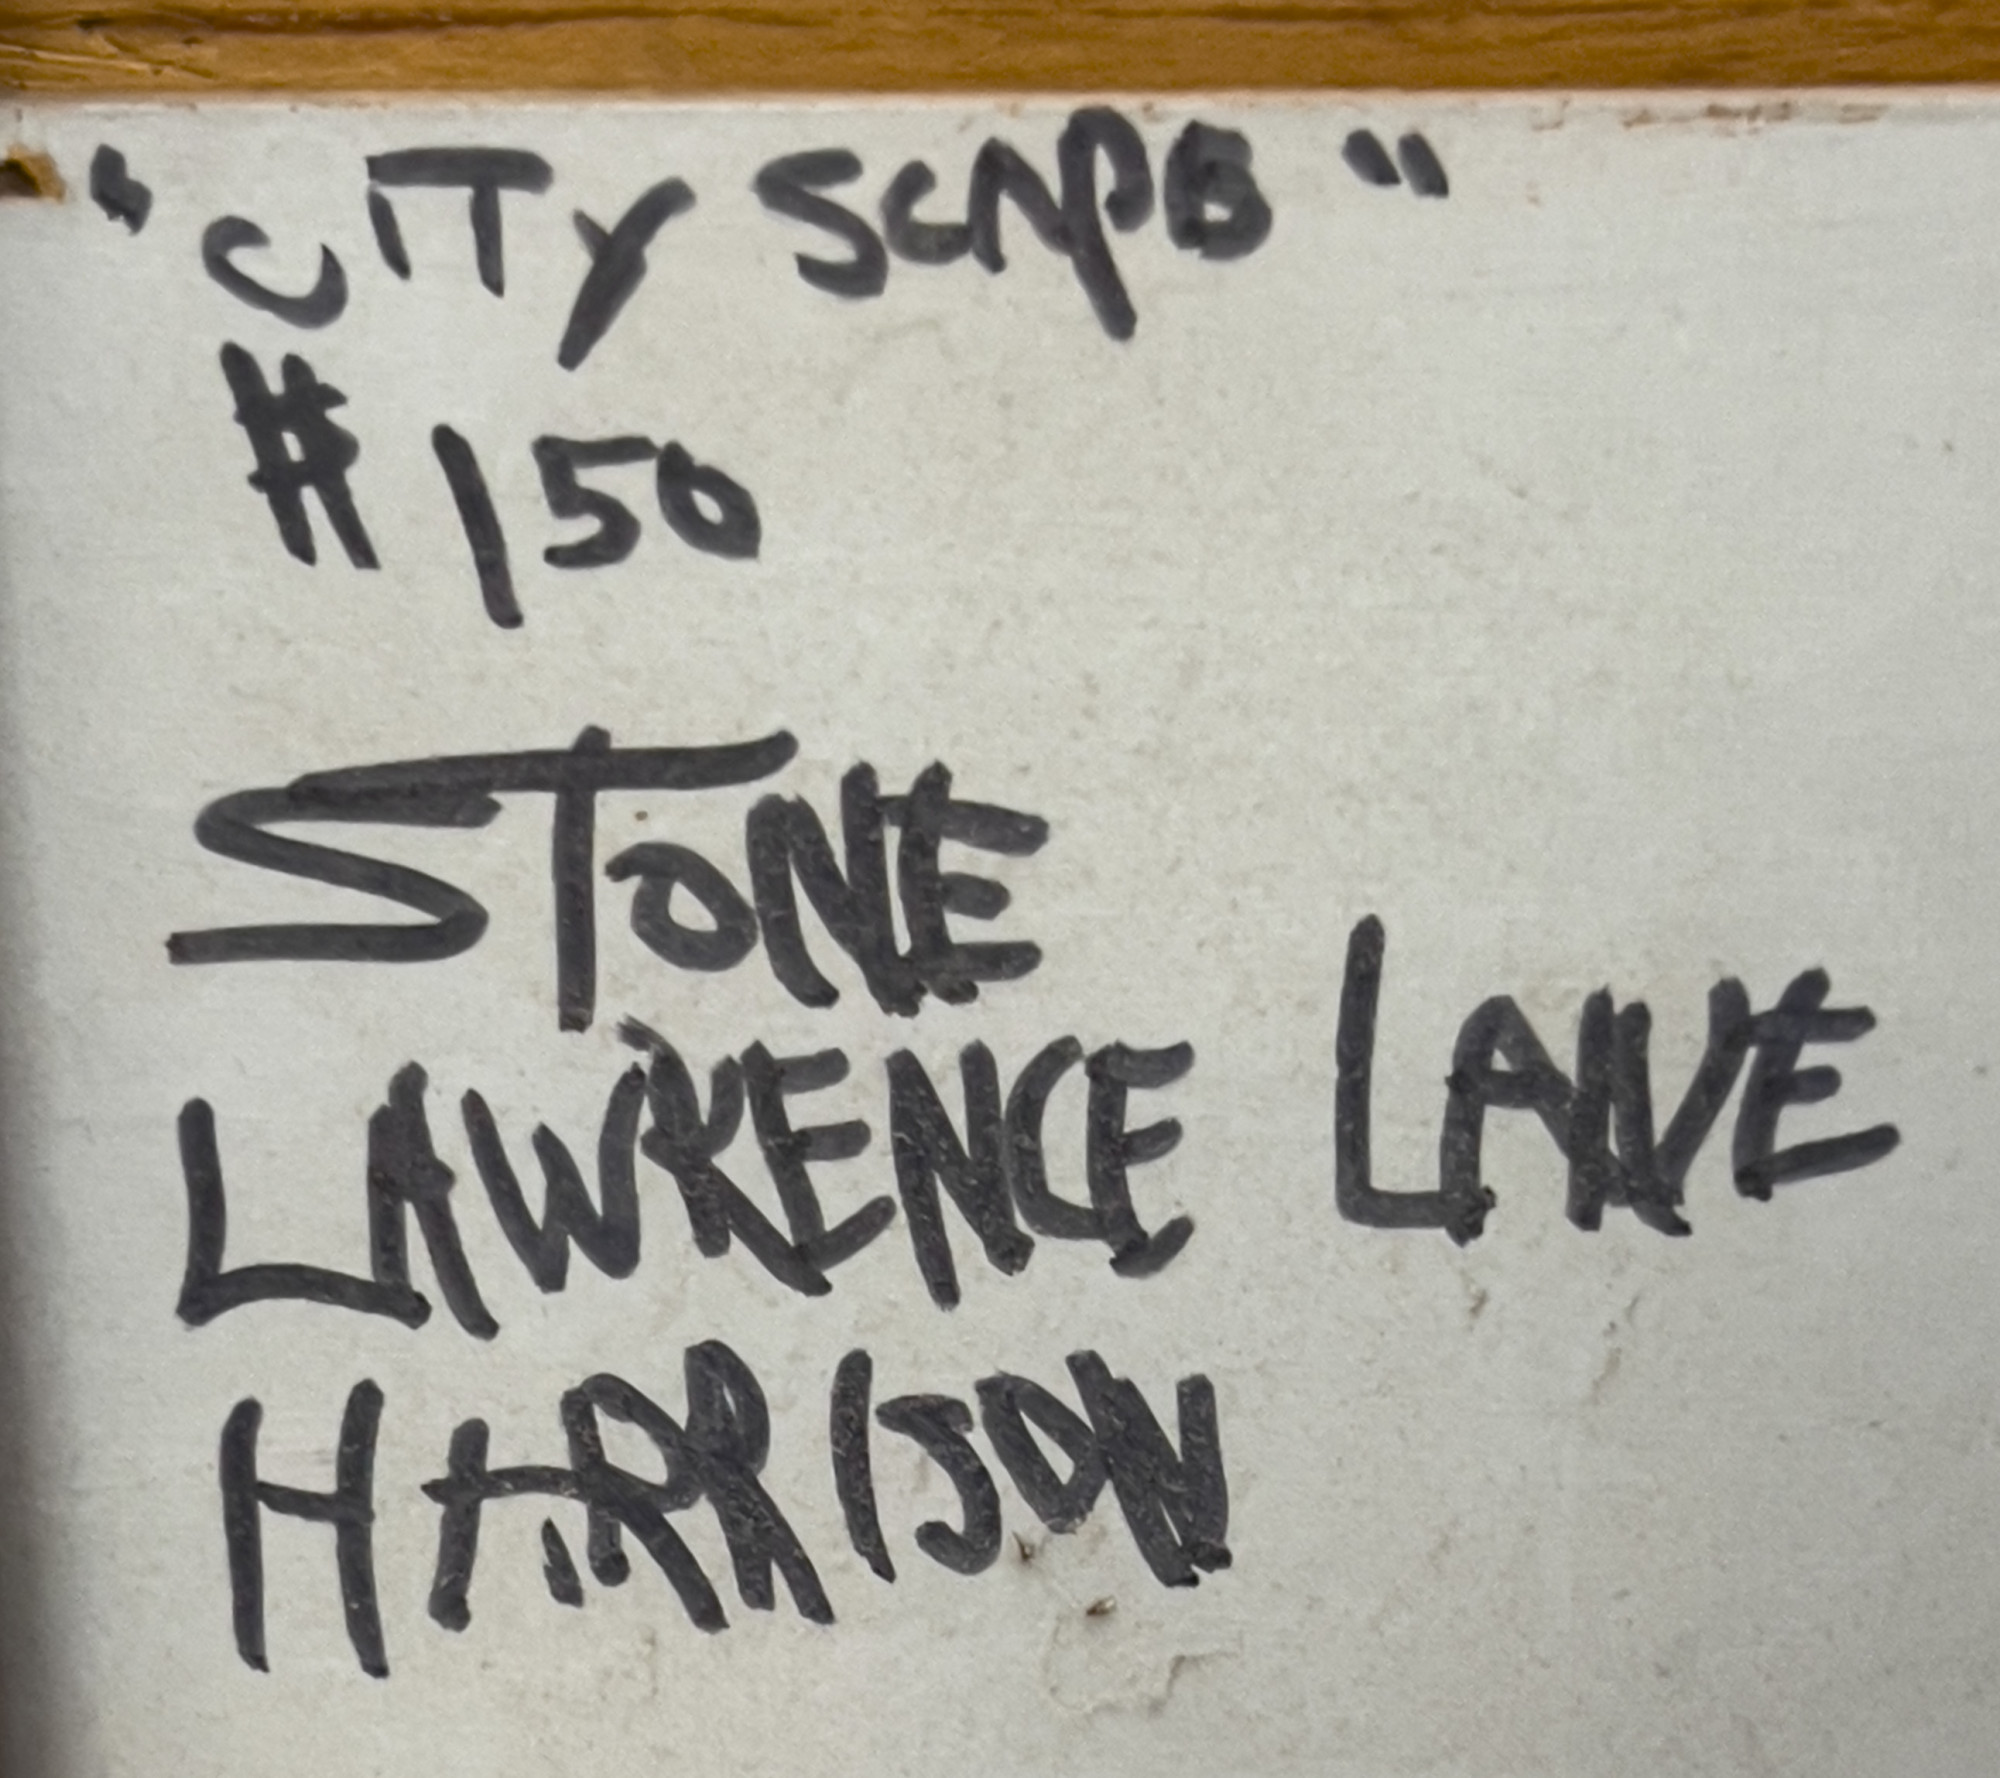 "CITY SCAPE"
# 150
STONE
LAWRENCE LANE
HARRISON